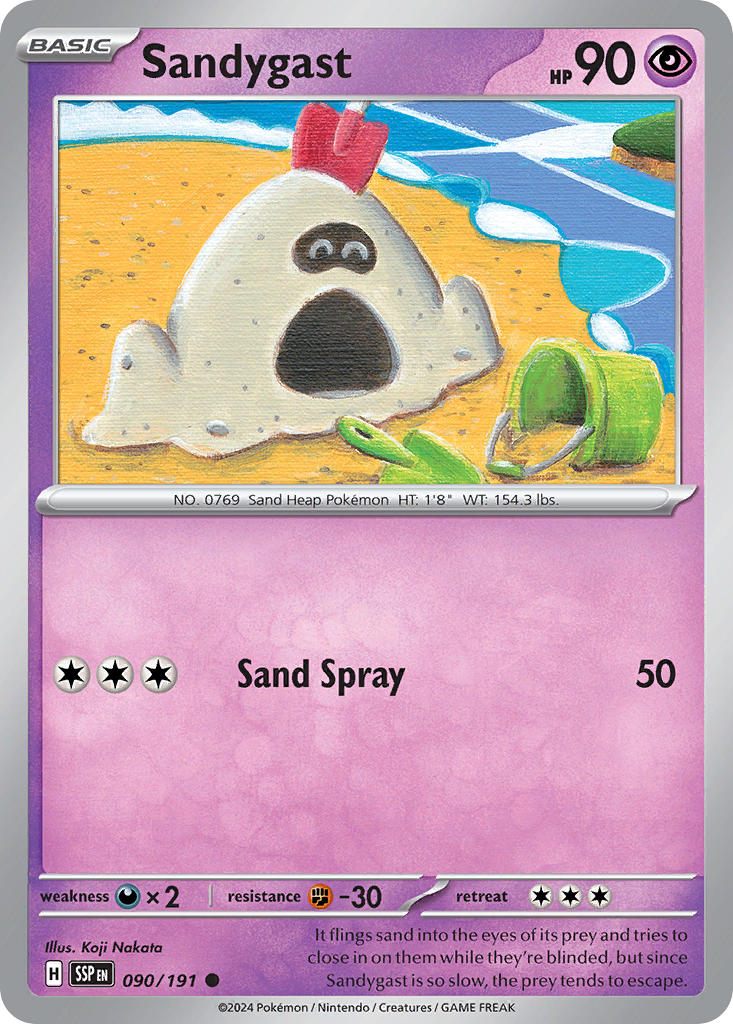 BASIC
Sandygast
HP 90
NO. 0769 Sand Heap Pokémon HT: 1'8" WT: 154.3 lbs.
Sand Spray 50
weakness ×2 resistance -30 retreat
Illus. Koji Nakata
It flings sand into the eyes of its prey and tries to
close in on them while they're blinded, but since
Sandygast is so slow, the prey tends to escape.
H SSP EN 090/191
©2024 Pokémon / Nintendo / Creatures / GAME FREAK